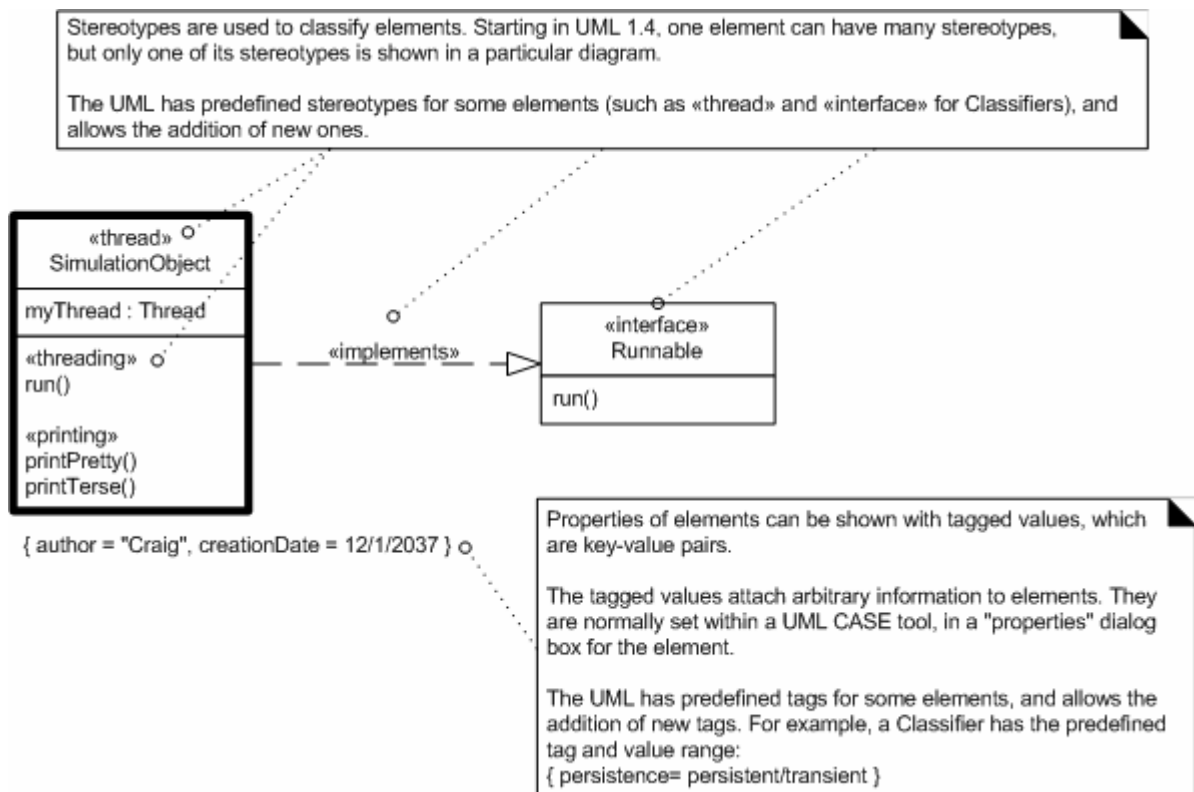 Stereotypes are used to classify elements. Starting in UML 1.4, one element can have many stereotypes,
but only one of its stereotypes is shown in a particular diagram.
The UML has predefined stereotypes for some elements (such as «thread» and «interface» for Classifiers), and
allows the addition of new ones.
«thread»
SimulationObject
myThread : Thread
«threading»
run()
«printing»
printPretty()
printTerse()
«implements»
«interface»
Runnable
run()
{ author = "Craig", creationDate = 12/1/2037 }
Properties of elements can be shown with tagged values, which
are key-value pairs.
The tagged values attach arbitrary information to elements. They
are normally set within a UML CASE tool, in a "properties" dialog
box for the element.
The UML has predefined tags for some elements, and allows the
addition of new tags. For example, a Classifier has the predefined
tag and value range:
{ persistence= persistent/transient }